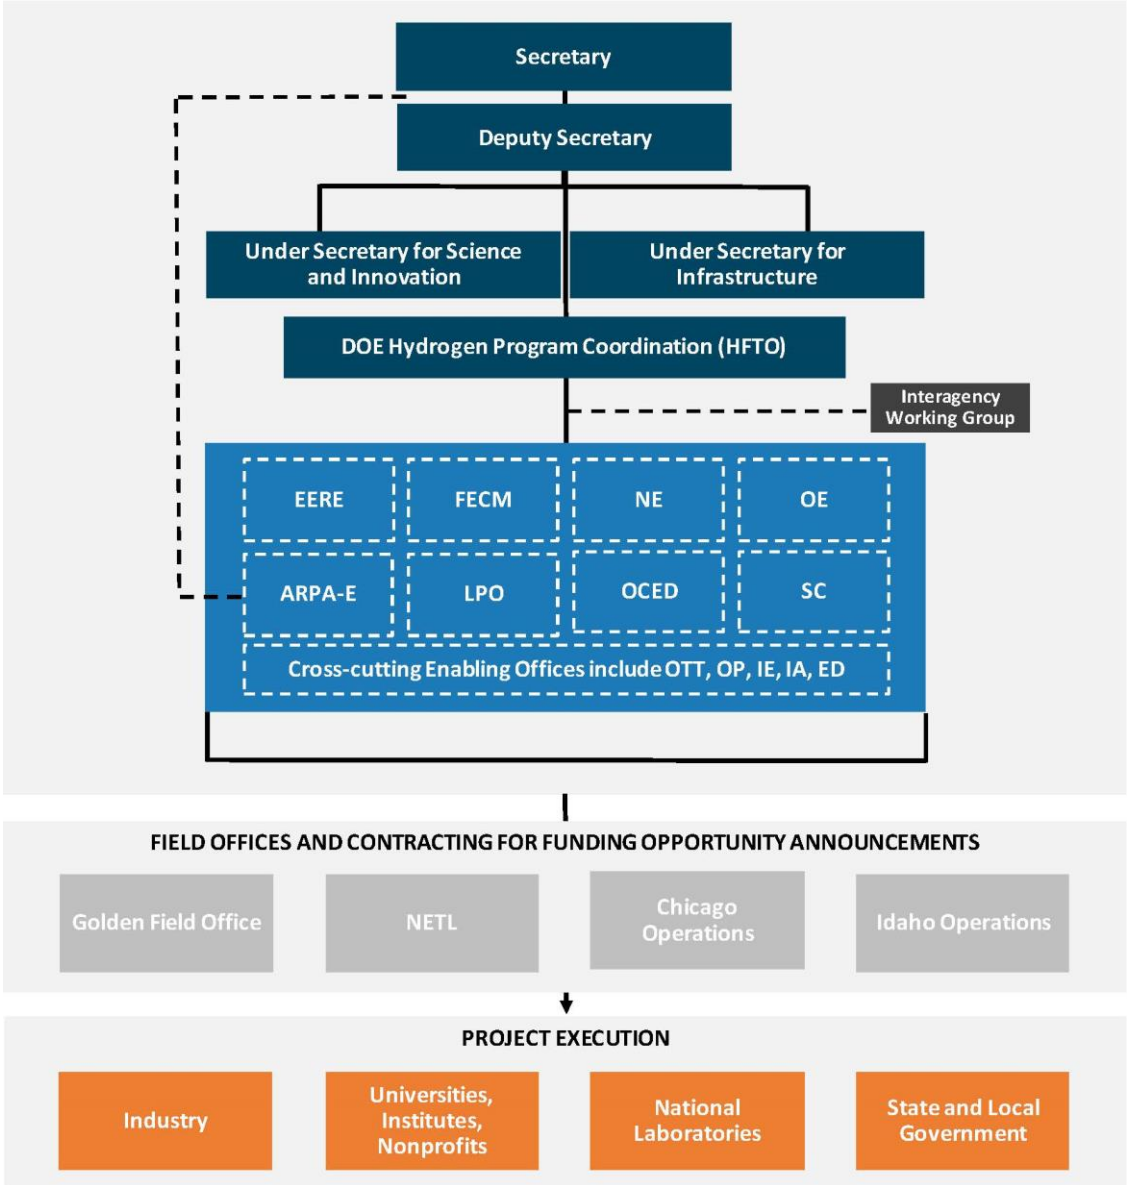 Secretary
Deputy Secretary
Under Secretary for Science
and Innovation
Under Secretary for
Infrastructure
DOE Hydrogen Program Coordination (HFTO)
Interagency
Working Group
EERE
FECM
NE
OE
ARPA-E
LPO
OCED
SC
Cross-cutting Enabling Offices include OTT, OP, IE, IA, ED
FIELD OFFICES AND CONTRACTING FOR FUNDING OPPORTUNITY ANNOUNCEMENTS
Golden Field Office
NETL
Chicago
Operations
Idaho Operations
PROJECT EXECUTION
Industry
Universities,
Institutes,
Nonprofits
National
Laboratories
State and Local
Government